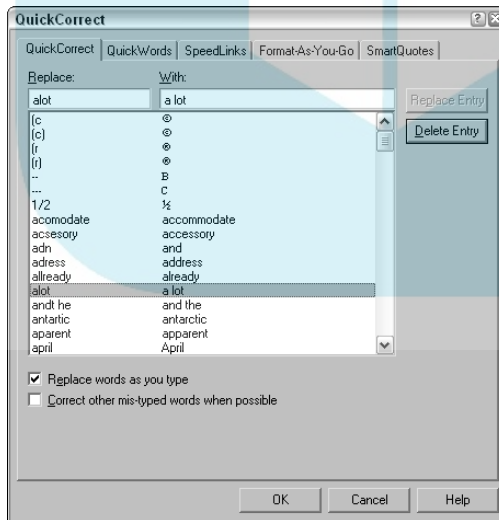 QuickCorrect
QuickCorrect QuickWords SpeedLinks Format-As-You-Go SmartQuotes
Replace: With:
alot a lot Replace Entry
(c ©
(c) © Delete Entry
(r ®
(r) ®
-- B
--- C
1/2 ½
acomodate accommodate
acsesory accessory
adn and
adress address
allready already
alot a lot
andt he and the
antartic antarctic
aparent apparent
april April
Replace words as you type
Correct other mis-typed words when possible
OK Cancel Help